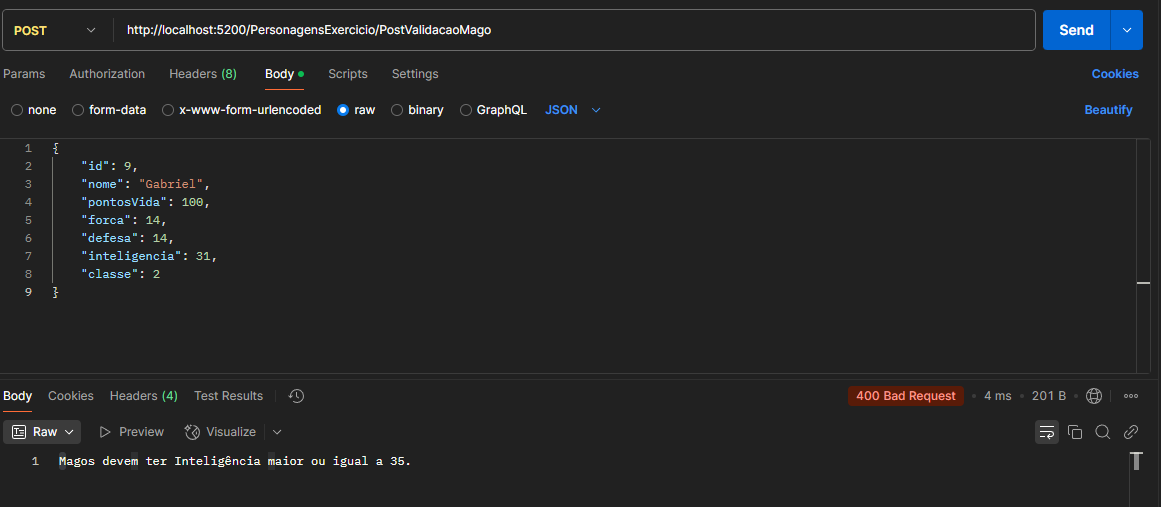 POST http://localhost:5200/PersonagensExercicio/PostValidacaoMago Send
Params Authorization Headers (8) Body Scripts Settings Cookies
none form-data x-www-form-urlencoded raw binary GraphQL JSON Beautify
1 {
2 "id": 9,
3 "nome": "Gabriel",
4 "pontosVida": 100,
5 "forca": 14,
6 "defesa": 14,
7 "inteligencia": 31,
8 "classe": 2
9 }
Body Cookies Headers (4) Test Results 400 Bad Request 4 ms 201 B
Raw Preview Visualize
1 Magos devem ter Inteligência maior ou igual a 35.